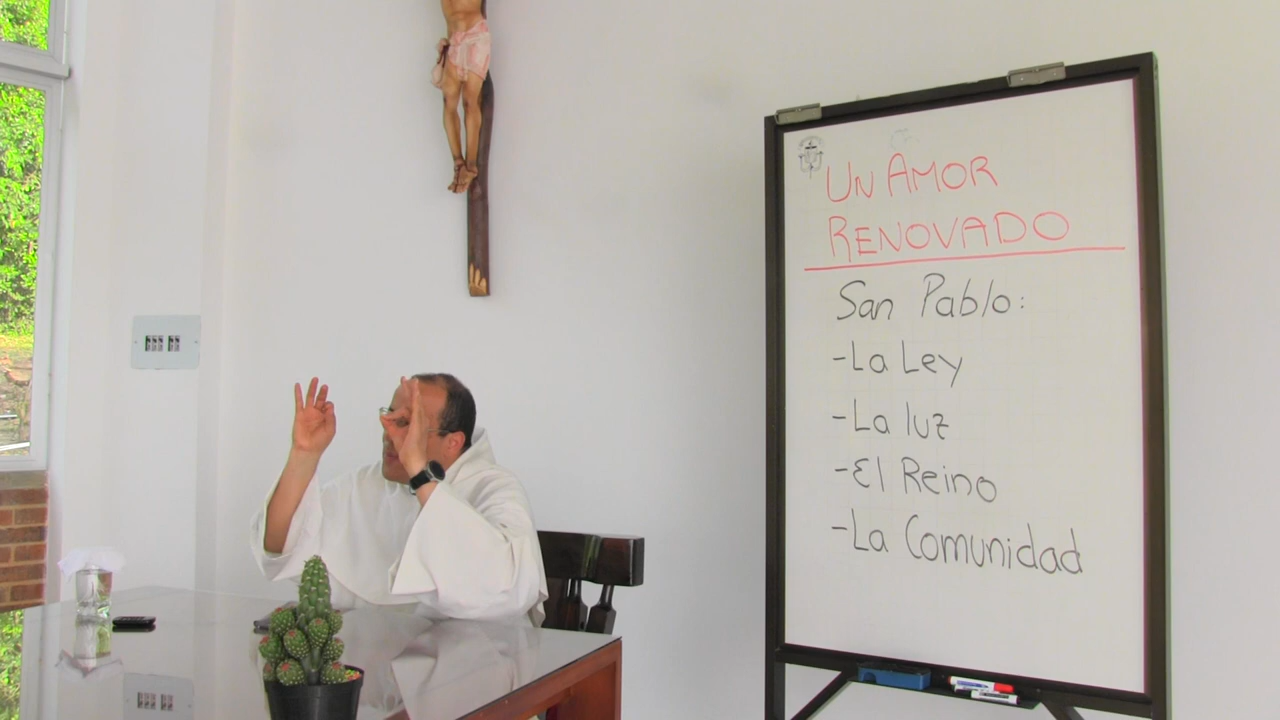 Un Amor
Renovado
San Pablo:
-La Ley
-La luz
-El Reino
-La Comunidad